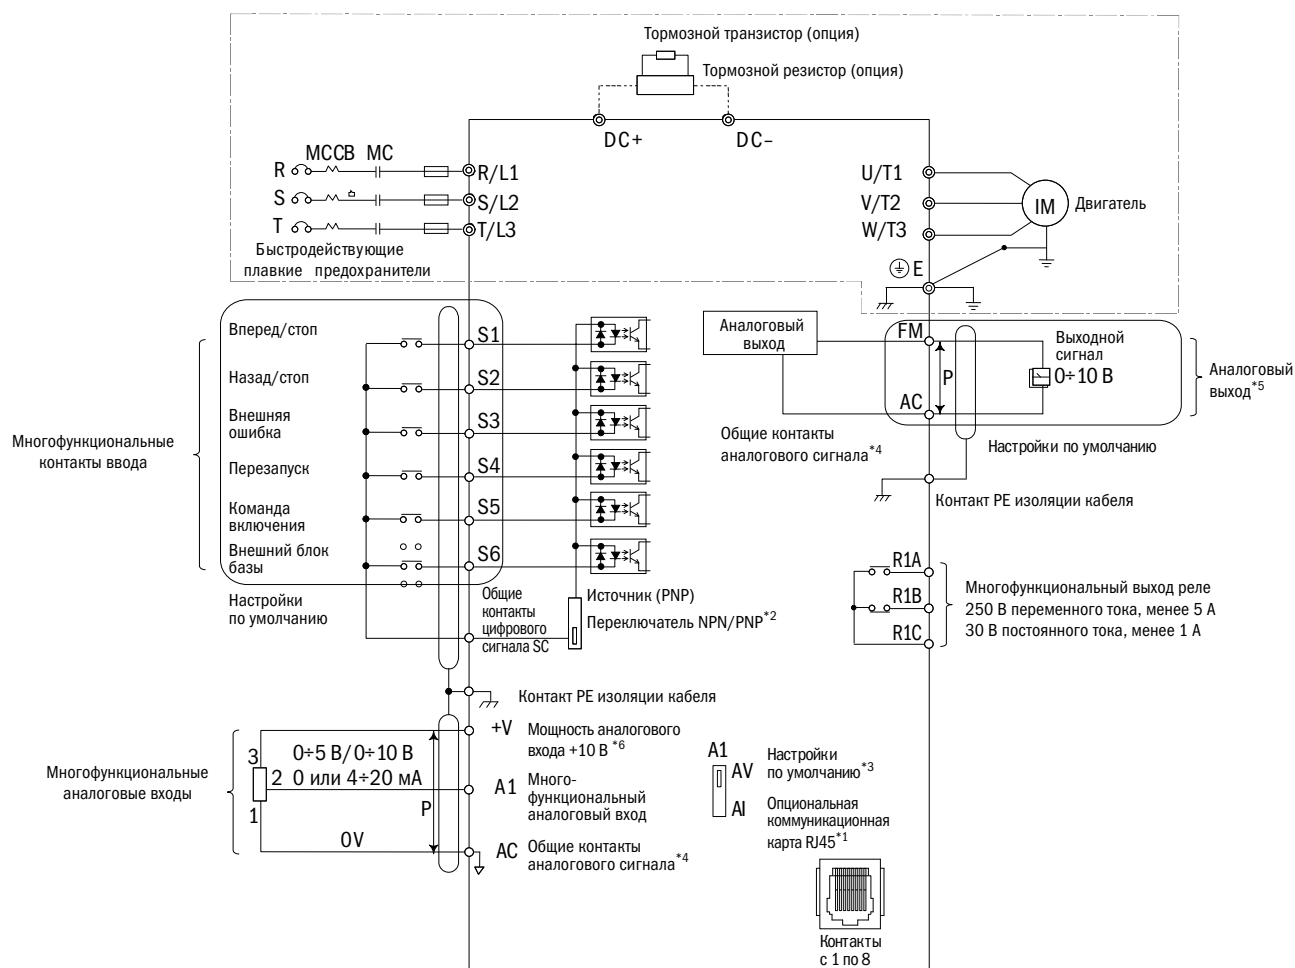 Тормозной транзистор (опция)
Тормозной резистор (опция)
DC+
DC–
MCCB MC
R
R/L1
S
S/L2
T
T/L3
Быстродействующие
плавкие предохранители
U/T1
V/T2
W/T3
IM
Двигатель
E
Вперед/стоп
S1
Назад/стоп
S2
Внешняя
ошибка
S3
Многофункциональные
контакты ввода
Перезапуск
S4
Команда
включения
S5
Внешний блок
базы
S6
Настройки
по умолчанию
Общие
контакты
цифрового
сигнала SC
Источник (PNP)
Переключатель NPN/PNP*2
Контакт PE изоляции кабеля
Аналоговый
выход
FM
AC
P
Выходной
сигнал
0÷10 В
Аналоговый
выход*5
Общие контакты
аналогового сигнала*4
Настройки по умолчанию
Контакт PE изоляции кабеля
R1A
R1B
R1C
Многофункциональный выход реле
250 В переменного тока, менее 5 А
30 В постоянного тока, менее 1 А
Многофункциональные
аналоговые входы
3
2
1
0÷5 В/0÷10 В
0 или 4÷20 мА
P
0V
+V
Мощность аналогового
входа +10 В *6
A1
Много-
функциональный
аналоговый вход
AC
Общие контакты
аналогового сигнала*4
A1
AV
AI
Настройки
по умолчанию*3
Опциональная
коммуникационная
карта RJ45*1
Контакты
с 1 по 8